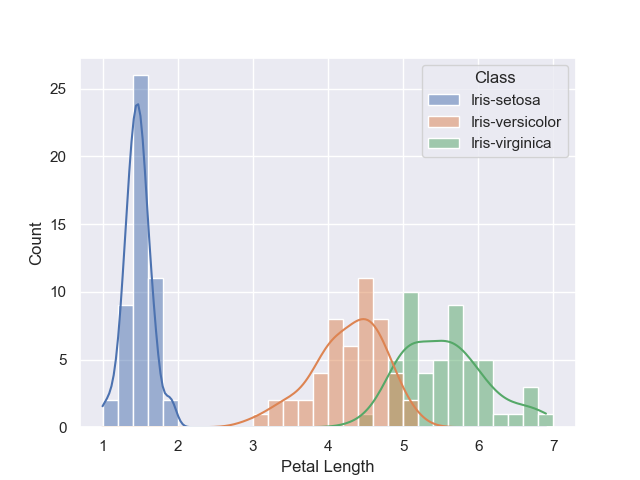 Class
Iris-setosa
Iris-versicolor
Iris-virginica
25
20
15
10
5
0
Count
1 2 3 4 5 6 7
Petal Length